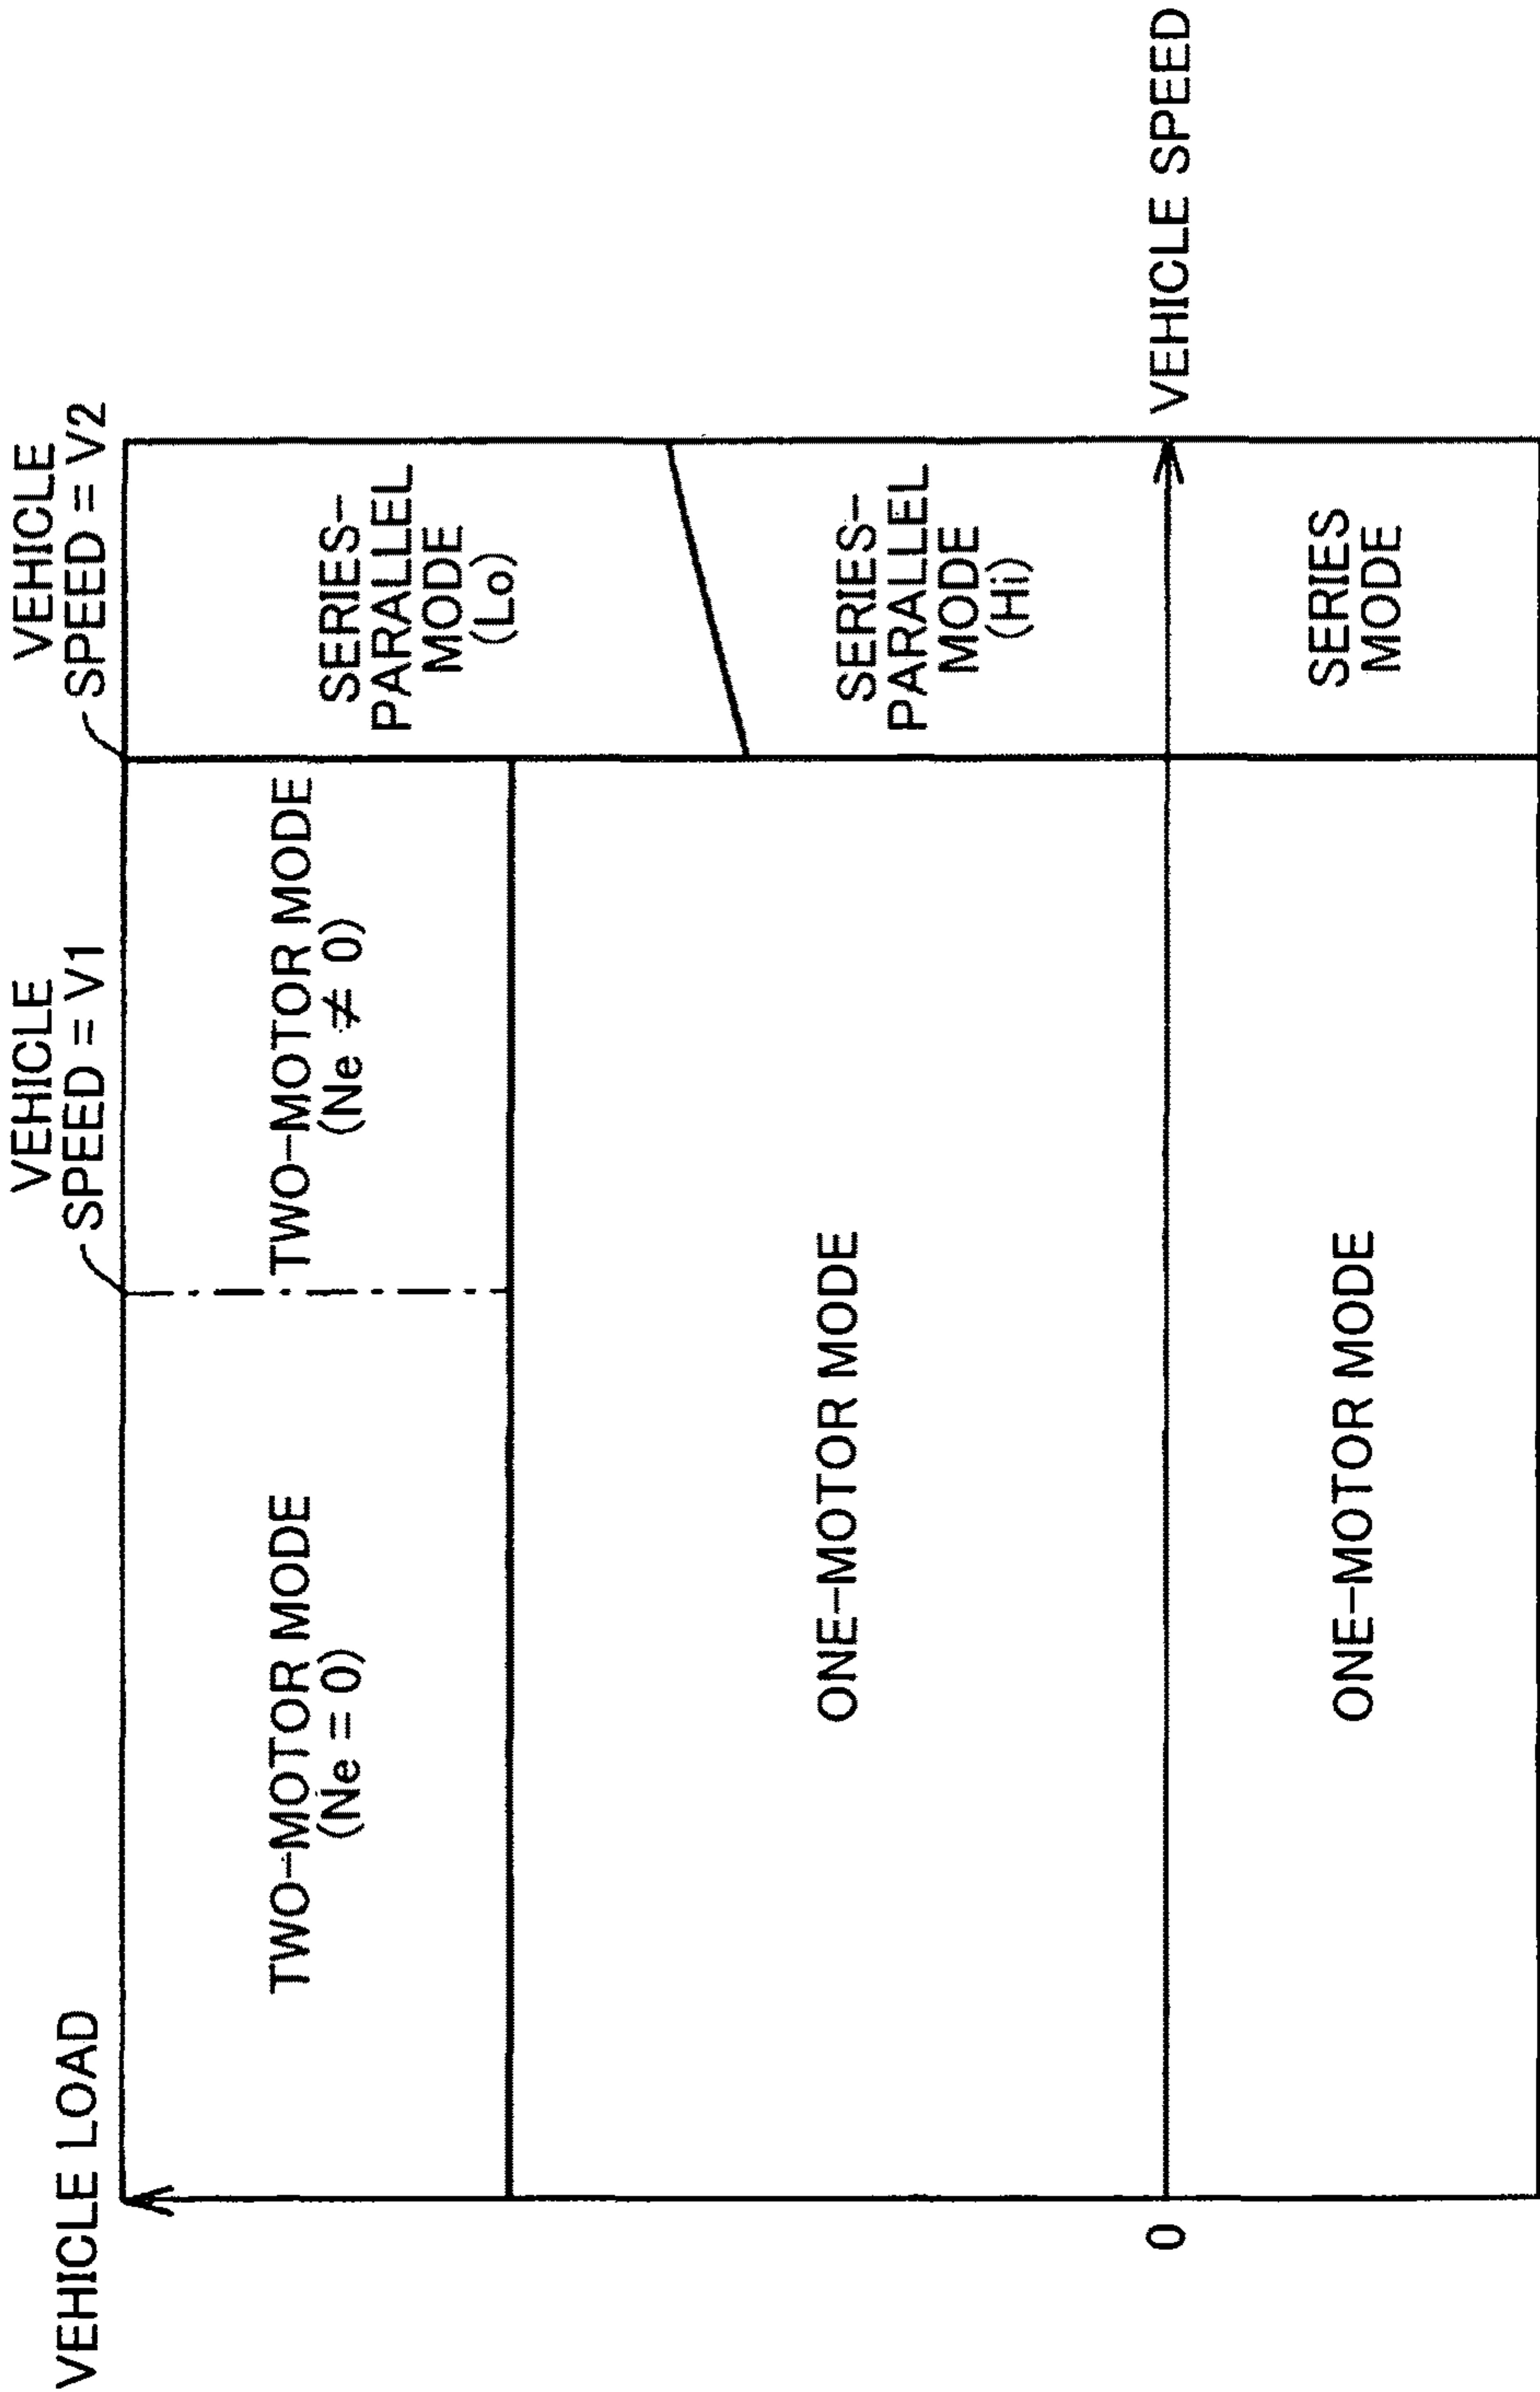 VEHICLE LOAD
VEHICLE
SPEED = V1
VEHICLE
SPEED = V2
TWO-MOTOR MODE
(Ne = 0)
TWO-MOTOR MODE
(Ne ≠ 0)
SERIES-
PARALLEL
MODE
(Lo)
ONE-MOTOR MODE
SERIES-
PARALLEL
MODE
(Hi)
0
VEHICLE SPEED
ONE-MOTOR MODE
SERIES
MODE